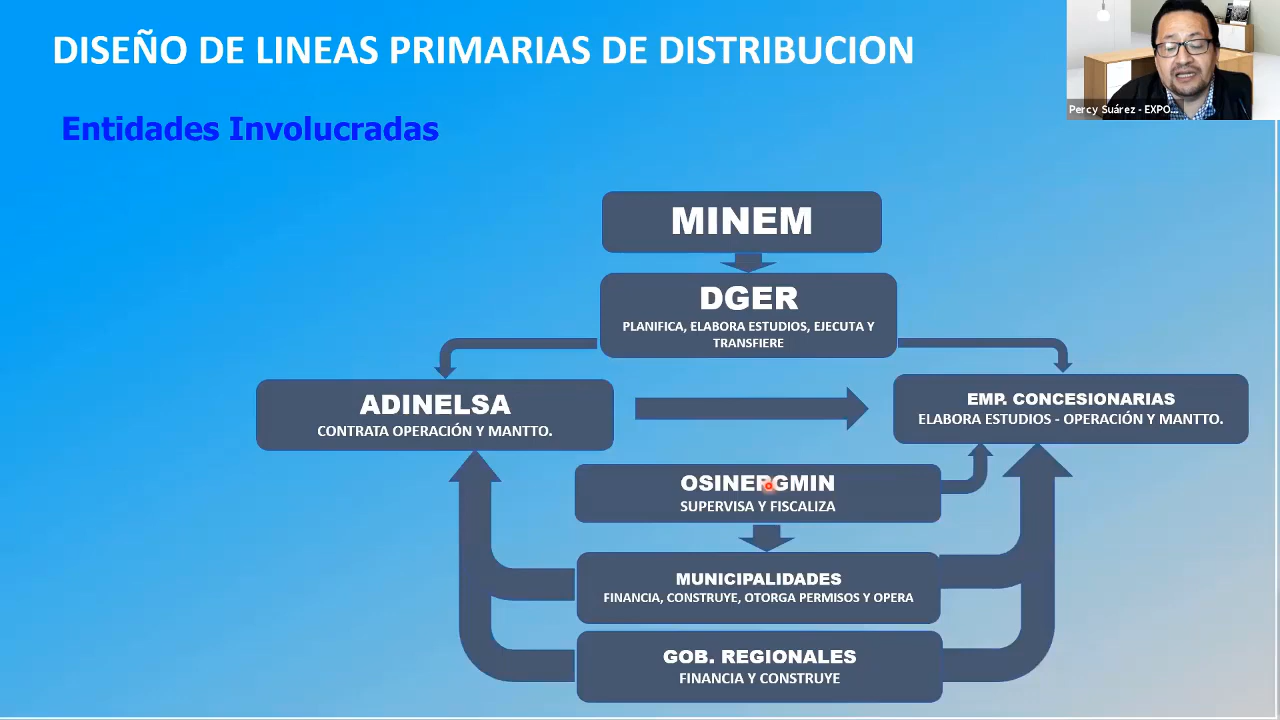 DISEÑO DE LINEAS PRIMARIAS DE DISTRIBUCION
Percy Suárez - EXPO...
Entidades Involucradas
MINEM
DGER
PLANIFICA, ELABORA ESTUDIOS, EJECUTA Y
TRANSFIERE
ADINELSA
CONTRATA OPERACIÓN Y MANTTO.
EMP. CONCESIONARIAS
ELABORA ESTUDIOS - OPERACIÓN Y MANTTO.
OSINERGMIN
SUPERVISA Y FISCALIZA
MUNICIPALIDADES
FINANCIA, CONSTRUYE, OTORGA PERMISOS Y OPERA
GOB. REGIONALES
FINANCIA Y CONSTRUYE